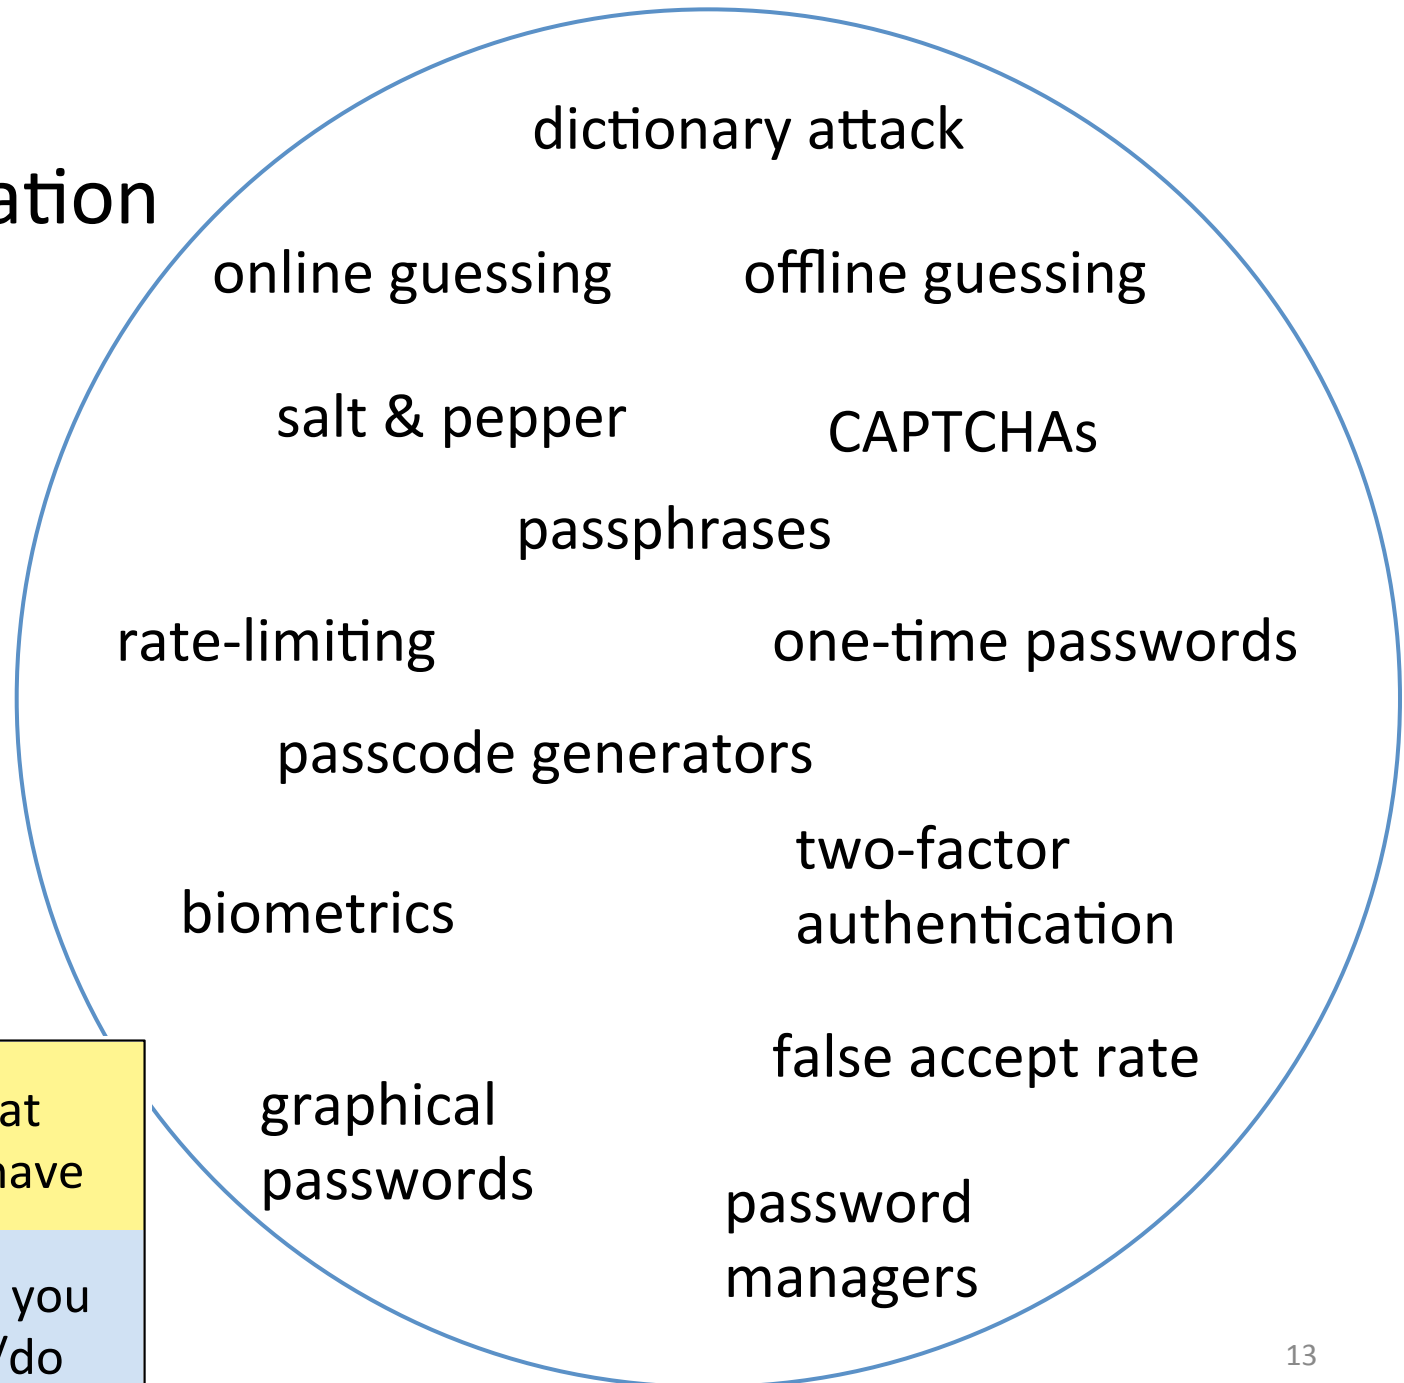 dictionary attack
ation
online guessing offline guessing
salt & pepper CAPTCHAs
passphrases
rate-limiting one-time passwords
passcode generators
two-factor
authentication
biometrics
false accept rate
graphical
passwords
password
managers
at
have
you
/do
13